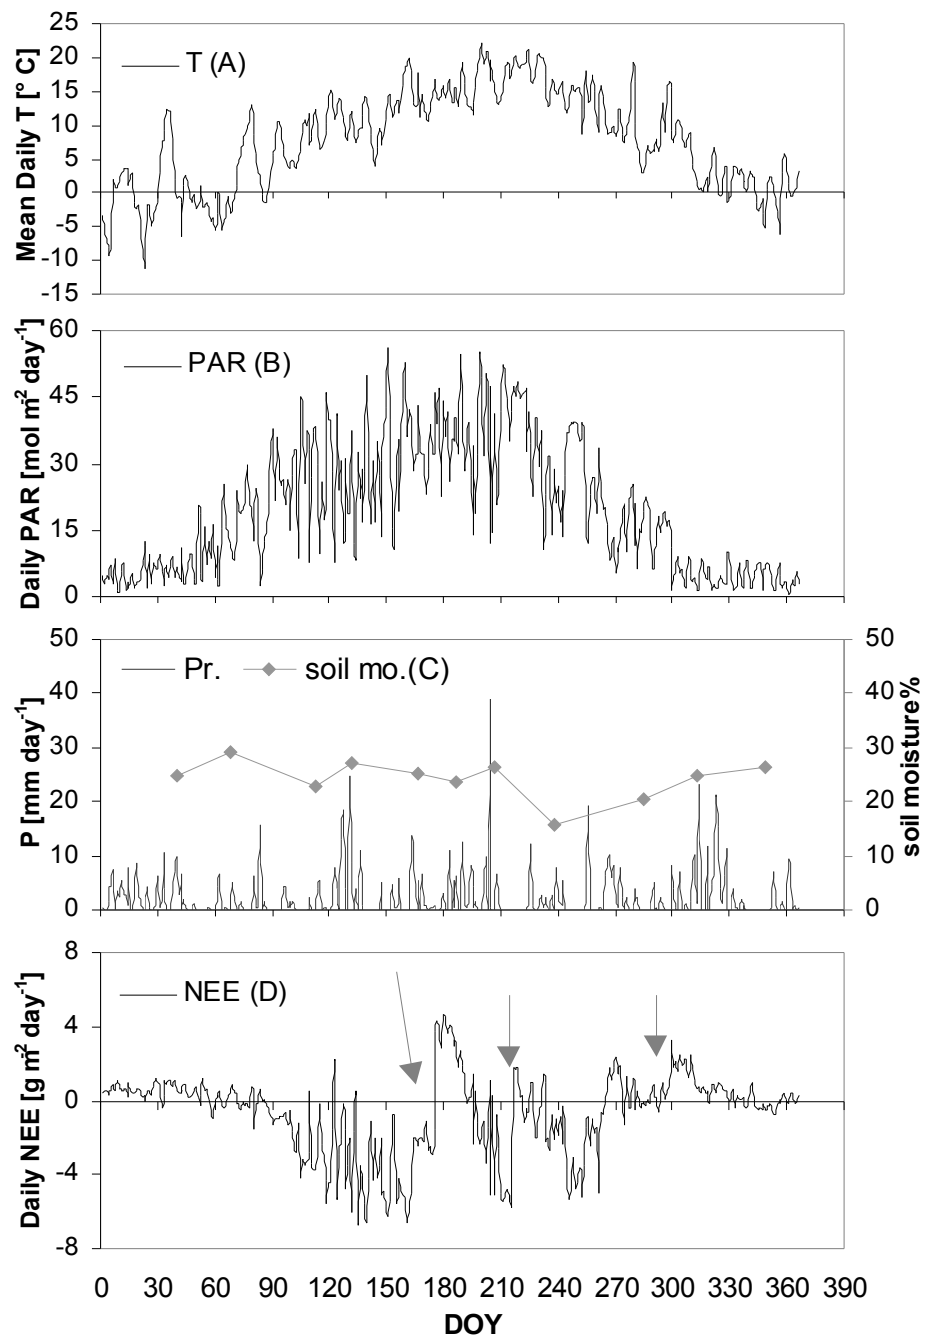 25
20
15
10
5
0
-5
-10
-15
Mean Daily T [° C]
T (A)
60
45
30
15
0
Daily PAR [mol m⁻² day⁻¹]
PAR (B)
50
40
30
20
10
0
P [mm day⁻¹]
Pr.
soil mo.(C)
50
40
30
20
10
0
soil moisture%
8
4
0
-4
-8
Daily NEE [g m⁻² day⁻¹]
NEE (D)
0 30 60 90 120 150 180 210 240 270 300 330 360 390
DOY